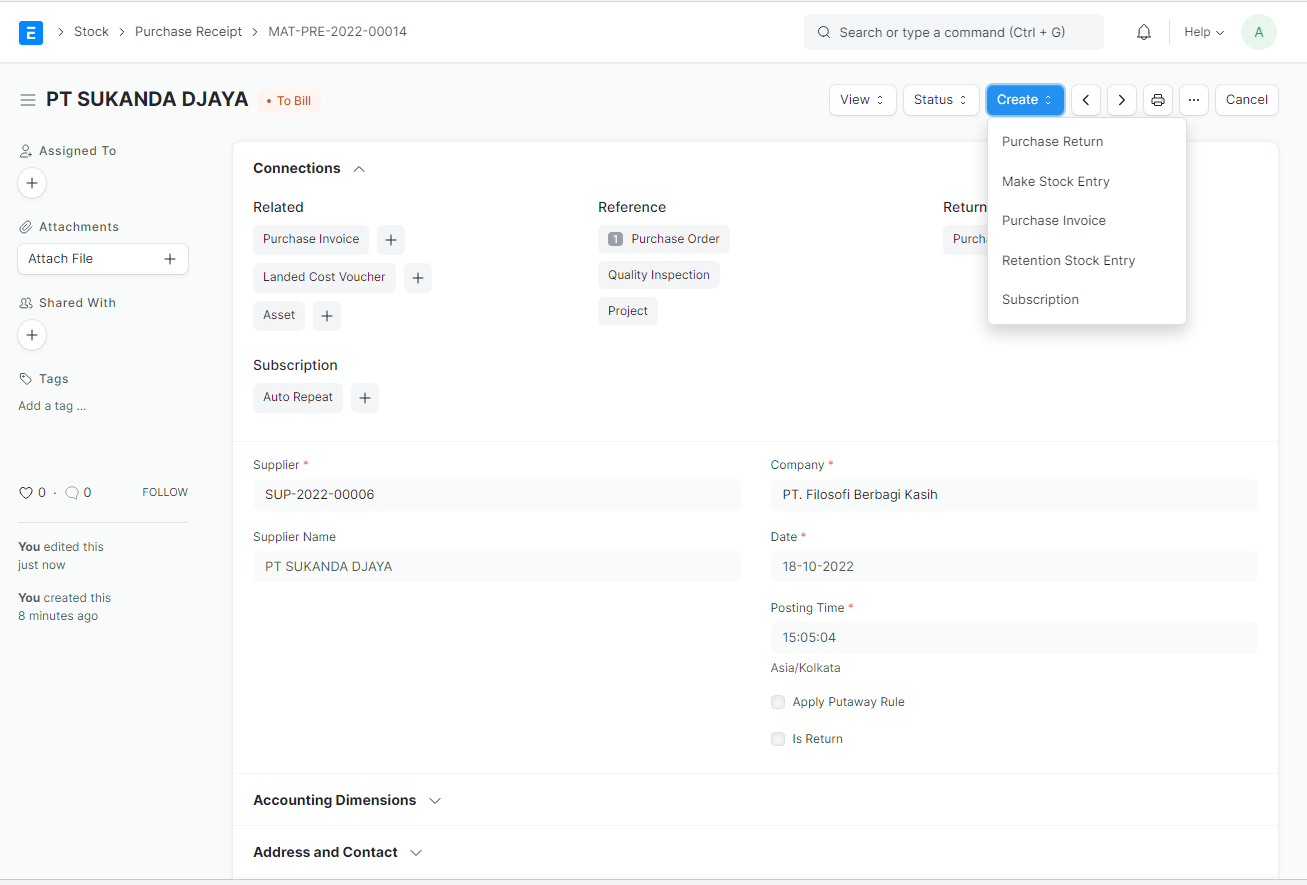 E > Stock > Purchase Receipt > MAT-PRE-2022-00014
Search or type a command (Ctrl + G)
Help
A
PT SUKANDA DJAYA
• To Bill
View
Status
Create
...
Cancel
Purchase Return
Make Stock Entry
Purchase Invoice
Retention Stock Entry
Subscription
Assigned To
+
Attachments
Attach File +
Shared With
+
Tags
Add a tag ...
0 · 0 FOLLOW
You edited this
just now
You created this
8 minutes ago
Connections
Related
Purchase Invoice +
Landed Cost Voucher +
Asset +
Reference
1 Purchase Order
Quality Inspection
Project
Return
Purch
Subscription
Auto Repeat +
Supplier *
SUP-2022-00006
Supplier Name
PT SUKANDA DJAYA
Company *
PT. Filosofi Berbagi Kasih
Date *
18-10-2022
Posting Time *
15:05:04
Asia/Kolkata
Apply Putaway Rule
Is Return
Accounting Dimensions
Address and Contact